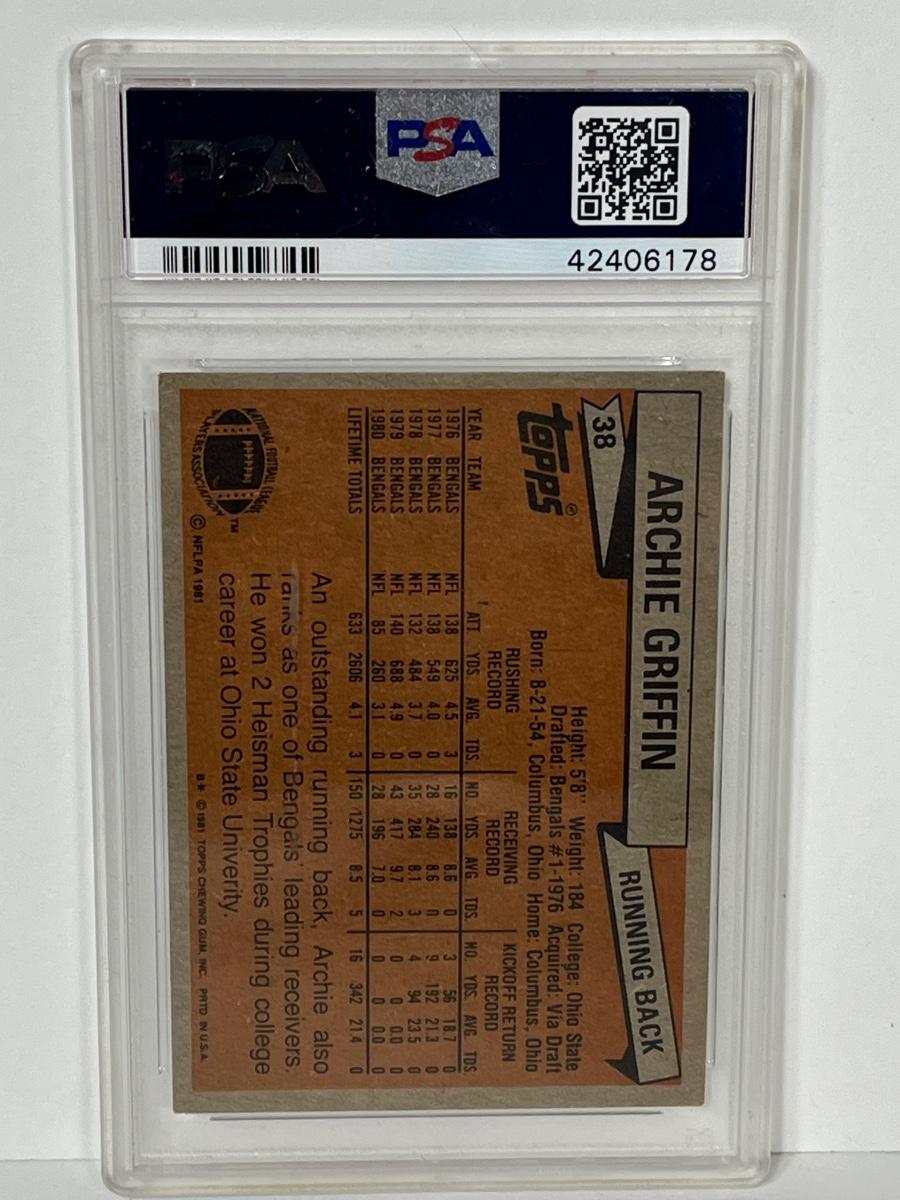 PSA
PSA
42406178
38
ARCHIE GRIFFIN
RUNNING BACK
Topps ®
Height: 5'8" Weight: 184 College: Ohio State
Drafted: Bengals #1-1976 Acquired: Via Draft
Born: 8-21-54, Columbus, Ohio Home: Columbus, Ohio
RUSHING RECORD RECEIVING RECORD KICKOFF RETURN RECORD
YEAR TEAM ATT. YDS. AVG. TDS. NO. YDS. AVG. TDS. NO. YDS. AVG. TDS.
1976 BENGALS NFL 138 625 4.5 3 16 138 8.6 0 3 56 18.7 0
1977 BENGALS NFL 138 549 4.0 0 28 240 8.6 0 9 192 21.3 0
1978 BENGALS NFL 132 484 3.7 0 35 284 8.1 3 4 94 23.5 0
1979 BENGALS NFL 140 688 4.9 0 43 417 9.7 2 0 0 0.0 0
1980 BENGALS NFL 85 260 3.1 0 28 196 7.0 0 0 0 0.0 0
LIFETIME TOTALS 633 2606 4.1 3 150 1275 8.5 5 16 342 21.4 0
An outstanding running back, Archie also
ranks as one of Bengals' leading receivers.
He won 2 Heisman Trophies during college
career at Ohio State Univerity.
NATIONAL FOOTBALL LEAGUE
PLAYERS ASSOCIATION
TM
© NFLPA 1981
B* © 1981 TOPPS CHEWING GUM, INC. PRTD. IN U.S.A.